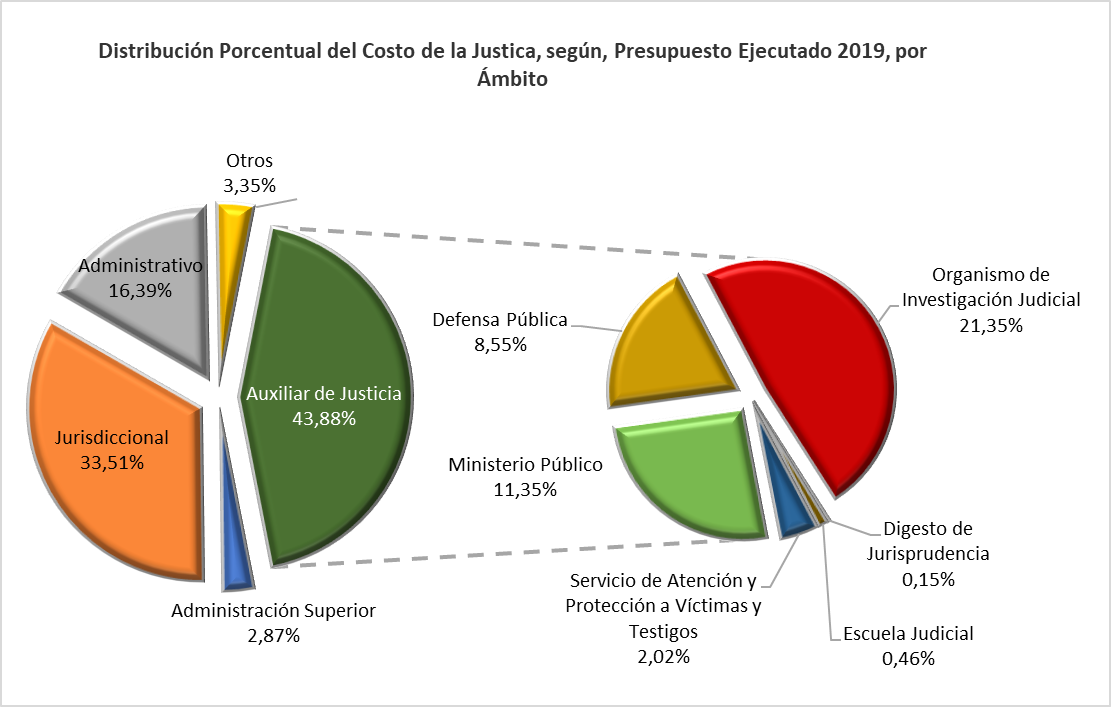 Distribución Porcentual del Costo de la Justica, según, Presupuesto Ejecutado 2019, por
Ámbito
Otros
3,35%
Administrativo
16,39%
Auxiliar de Justicia
43,88%
Jurisdiccional
33,51%
Administración Superior
2,87%
Organismo de
Investigación Judicial
21,35%
Defensa Pública
8,55%
Ministerio Público
11,35%
Digesto de
Jurisprudencia
0,15%
Servicio de Atención y
Protección a Víctimas y
Testigos
2,02%
Escuela Judicial
0,46%